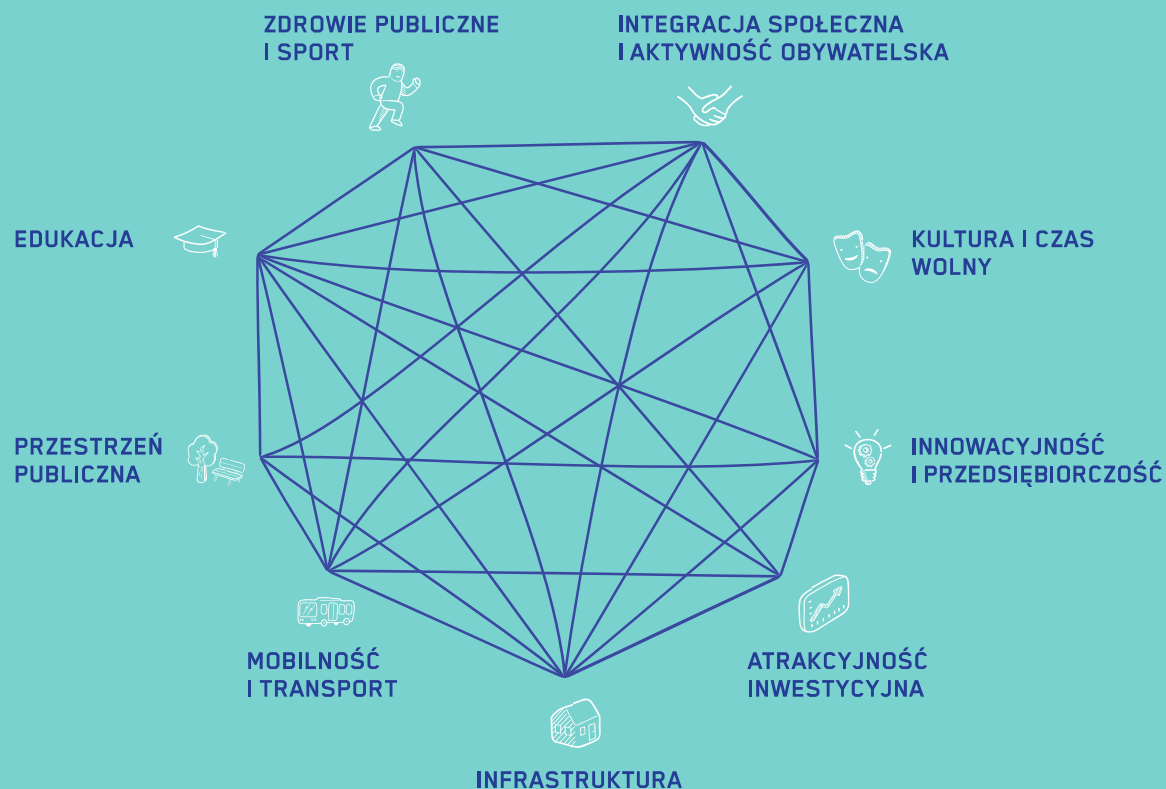 ZDROWIE PUBLICZNE
I SPORT
INTEGRACJA SPOŁECZNA
I AKTYWNOŚĆ OBYWATELSKA
EDUKACJA
KULTURA I CZAS
WOLNY
PRZESTRZEŃ
PUBLICZNA
INNOWACYJNOŚĆ
I PRZEDSIĘBIORCZOŚĆ
MOBILNOŚĆ
I TRANSPORT
ATRAKCYJNOŚĆ
INWESTYCYJNA
INFRASTRUKTURA